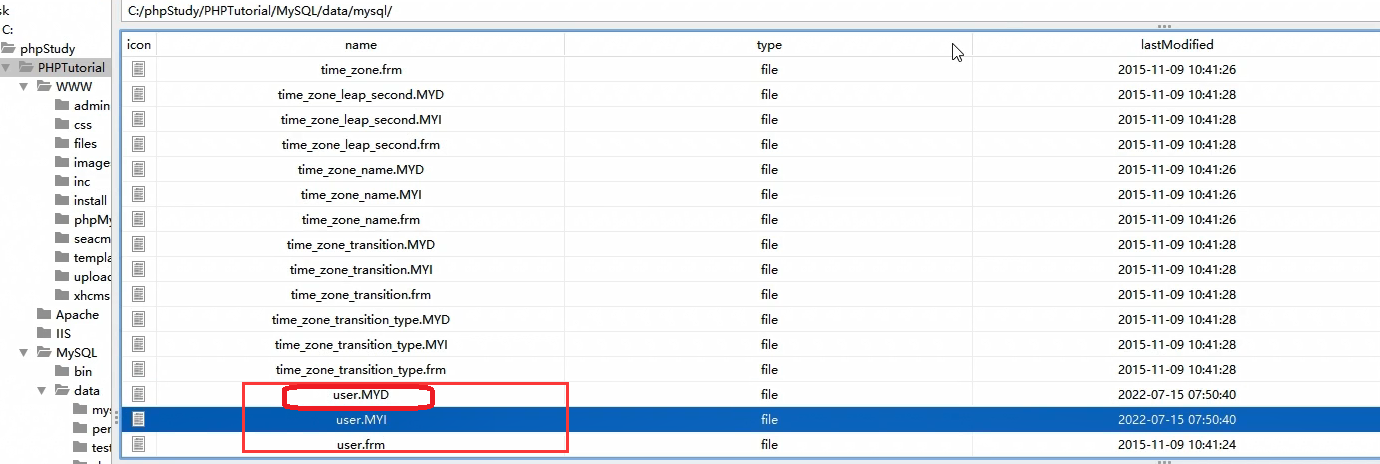 sk
C:
phpStudy
PHPTutorial
WWW
admin
css
files
image
inc
install
phpMy
seacm
templa
upload
xhcms
Apache
IIS
MySQL
bin
data
mys
per
test
C:/phpStudy/PHPTutorial/MySQL/data/mysql/
icon name type lastModified
time_zone.frm file 2015-11-09 10:41:26
time_zone_leap_second.MYD file 2015-11-09 10:41:28
time_zone_leap_second.MYI file 2015-11-09 10:41:28
time_zone_leap_second.frm file 2015-11-09 10:41:28
time_zone_name.MYD file 2015-11-09 10:41:26
time_zone_name.MYI file 2015-11-09 10:41:26
time_zone_name.frm file 2015-11-09 10:41:26
time_zone_transition.MYD file 2015-11-09 10:41:28
time_zone_transition.MYI file 2015-11-09 10:41:28
time_zone_transition.frm file 2015-11-09 10:41:28
time_zone_transition_type.MYD file 2015-11-09 10:41:28
time_zone_transition_type.MYI file 2015-11-09 10:41:28
time_zone_transition_type.frm file 2015-11-09 10:41:28
user.MYD file 2022-07-15 07:50:40
user.MYI file 2022-07-15 07:50:40
user.frm file 2015-11-09 10:41:24